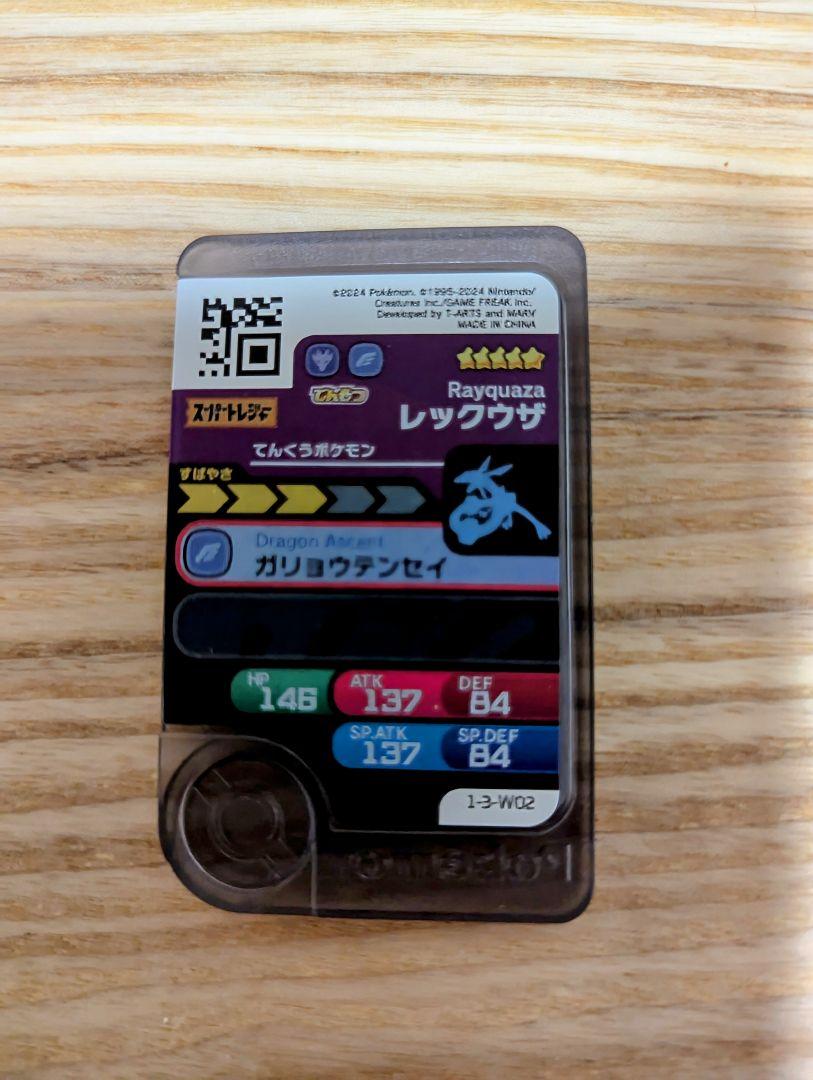 ©2024 Pokémon. ©1995-2024 Nintendo/
Creatures Inc./GAME FREAK inc.
Developed by T-ARTS and MARV
MADE IN CHINA
でんせつ
Rayquaza
スーパートレジャー
レックウザ
てんくうポケモン
すばやさ
Dragon Ascent
ガリョウテンセイ
HP 146 ATK 137 DEF 84
SP.ATK 137 SP.DEF 84
1-3-W02